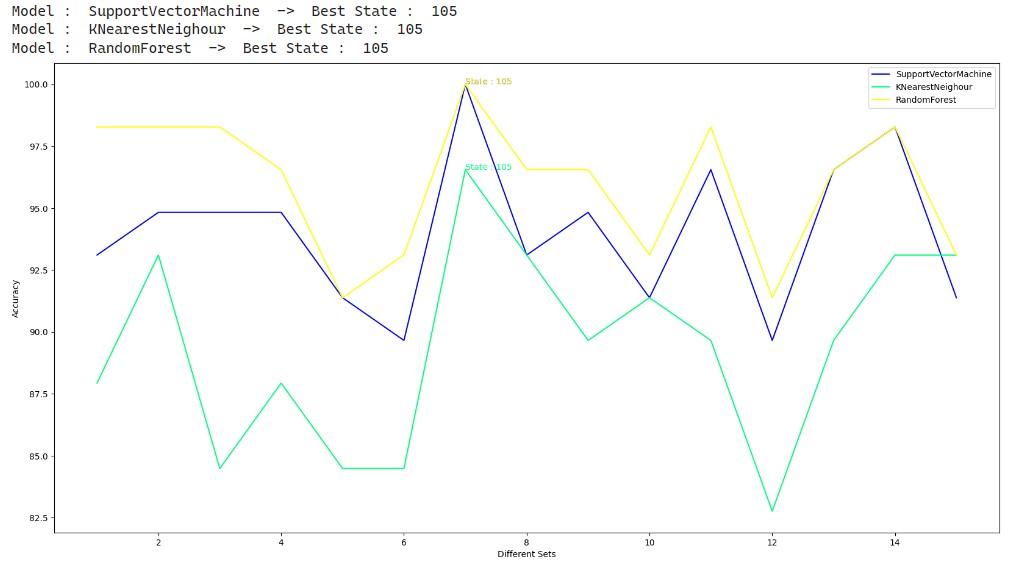 Model :  SupportVectorMachine  −>  Best State :  105
Model :  KNearestNeighour  −>  Best State :  105
Model :  RandomForest  −>  Best State :  105
SupportVectorMachine
KNearestNeighour
RandomForest
State : 105
State : 105
100.0
97.5
95.0
92.5
90.0
87.5
85.0
82.5
Accuracy
2 4 6 8 10 12 14
Different Sets